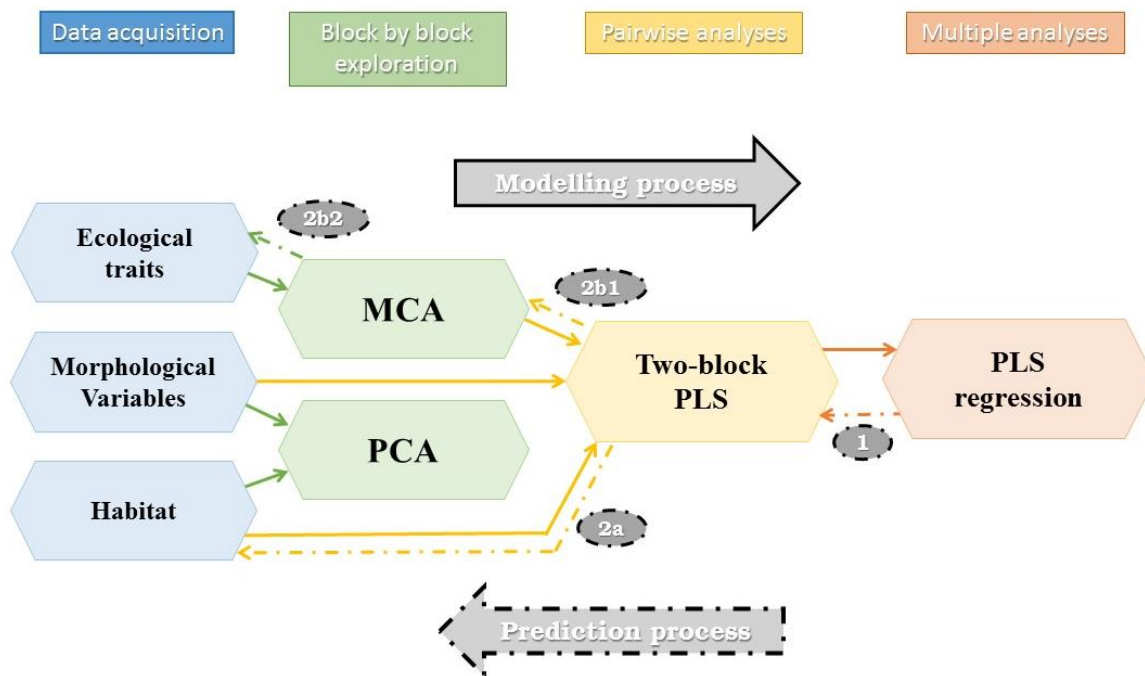 Data acquisition
Block by block
exploration
Pairwise analyses
Multiple analyses
Modelling process
2b2
Ecological
traits
2b1
MCA
Morphological
Variables
Two-block
PLS
PLS
regression
PCA
1
Habitat
2a
Prediction process